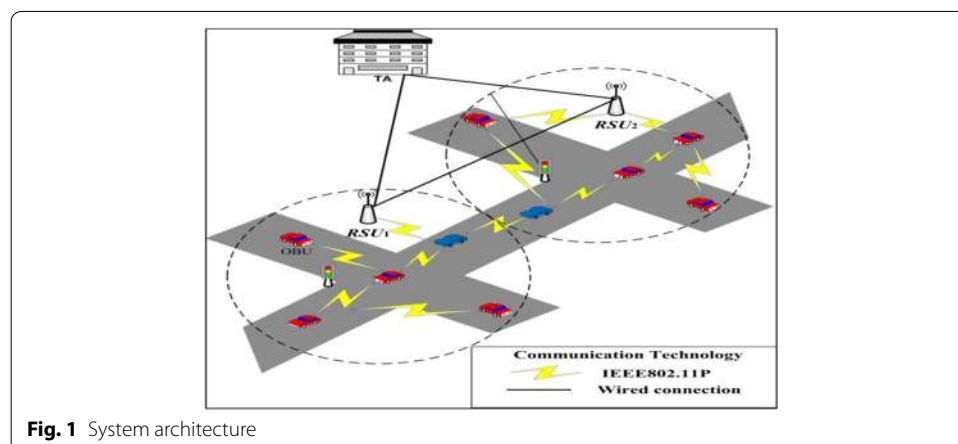 TA
RSU2
RSU1
OBU
Communication Technology
IEEE802.11P
Wired connection
Fig. 1 System architecture